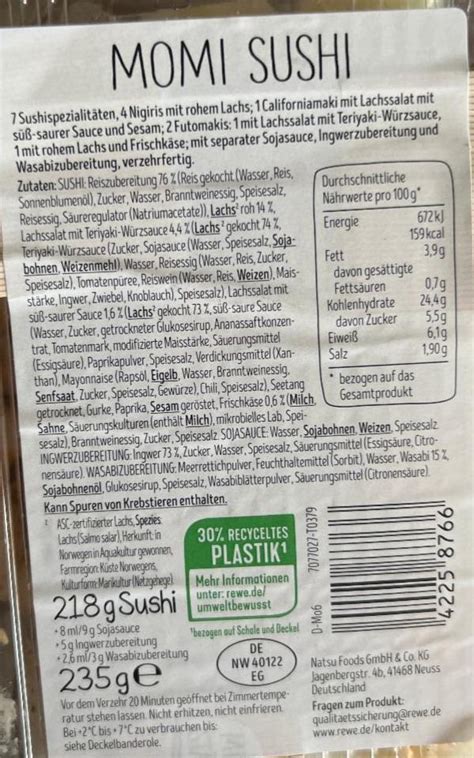 MOMI SUSHI
7 Sushispezialitäten, 4 Nigiris mit rohem Lachs; 1 Californiamaki mit Lachssalat mit
süß-saurer Sauce und Sesam; 2 Futomakis: 1 mit Lachssalat mit Teriyaki-Würzsauce,
1 mit rohem Lachs und Frischkäse; mit separater Sojasauce, Ingwerzubereitung und
Wasabizubereitung, verzehrfertig.
Zutaten: SUSHI: Reiszubereitung 76 % (Reis gekocht (Wasser, Reis,
Sonnenblumenöl), Zucker, Wasser, Branntweinessig, Speisesalz,
Reisessig, Säureregulator (Natriumacetate)), Lachs² roh 14 %,
Lachssalat mit Teriyaki-Würzsauce 4,4 % (Lachs² gekocht 74 %,
Teriyaki-Würzsauce (Zucker, Sojasauce (Wasser, Speisesalz, Soja-
bohnen, Weizenmehl), Wasser, Reisessig (Wasser, Reis, Zucker,
Speisesalz), Tomatenpüree, Reiswein (Wasser, Reis, Weizen), Mais-
stärke, Ingwer, Zwiebel, Knoblauch), Speisesalz), Lachssalat mit
süß-saurer Sauce 1,6 % (Lachs² gekocht 73 %, süß-saure Sauce
(Wasser, Zucker, getrockneter Glukosesirup, Ananassaftkonzen-
trat, Tomatenmark, modifizierte Maisstärke, Säuerungsmittel
(Essigsäure), Paprikapulver, Speisesalz, Verdickungsmittel (Xan-
than), Mayonnaise (Rapsöl, Eigelb, Wasser, Branntweinessig,
Senfsaat, Zucker, Speisesalz, Gewürze), Chili, Speisesalz), Seetang
getrocknet, Gurke, Paprika, Sesam geröstet, Frischkäse 0,6 % (Milch,
Sahne, Säuerungskulturen (enthält Milch), mikrobielles Lab, Spei-
sesalz), Branntweinessig, Zucker, Speisesalz. SOJASAUCE: Wasser, Sojabohnen, Weizen, Speisesalz.
INGWERZUBEREITUNG: Ingwer 73 %, Zucker, Wasser, Speisesalz, Säuerungsmittel (Essigsäure, Citro-
nensäure). WASABIZUBEREITUNG: Meerrettichpulver, Feuchthaltemittel (Sorbit), Wasser, Wasabi 15 %,
Sojabohnenöl, Glukosesirup, Speisesalz, Wasabiblätterpulver, Säuerungsmittel (Citronensäure).
Kann Spuren von Krebstieren enthalten.
Durchschnittliche
Nährwerte pro 100 g*
Energie 672 kJ
159 kcal
Fett 3,9 g
davon gesättigte
Fettsäuren 0,7 g
Kohlenhydrate 24,4 g
davon Zucker 5,5 g
Eiweiß 6,1 g
Salz 1,90 g
* bezogen auf das
Gesamtprodukt
² ASC-zertifizierter Lachs, Spezies:
Lachs (Salmo salar), Herkunft: in
Norwegen in Aquakultur gewonnen,
Farmregion: Küste Norwegens,
Kulturform: Marikultur (Netzgehege)
218 g Sushi
+ 8 ml/9 g Sojasauce
+ 5 g Ingwerzubereitung
+ 2,6 ml/3 g Wasabizubereitung
235 g e
30% RECYCELTES
PLASTIK¹
Mehr Informationen
unter: rewe.de/
umweltbewusst
¹bezogen auf Schale und Deckel
DE
NW 40122
EG
D-Mo6 7077027-T0379
42258766
Vor dem Verzehr 20 Minuten geöffnet bei Zimmertempe-
ratur stehen lassen. Nicht erhitzen, nicht einfrieren.
Bei +2°C bis +7°C zu verbrauchen bis:
siehe Deckelbanderole.
Natsu Foods GmbH & Co. KG
Jagenbergstr. 4b, 41468 Neuss
Deutschland
Fragen zum Produkt:
qualitaetssicherung@rewe.de
www.rewe.de/kontakt